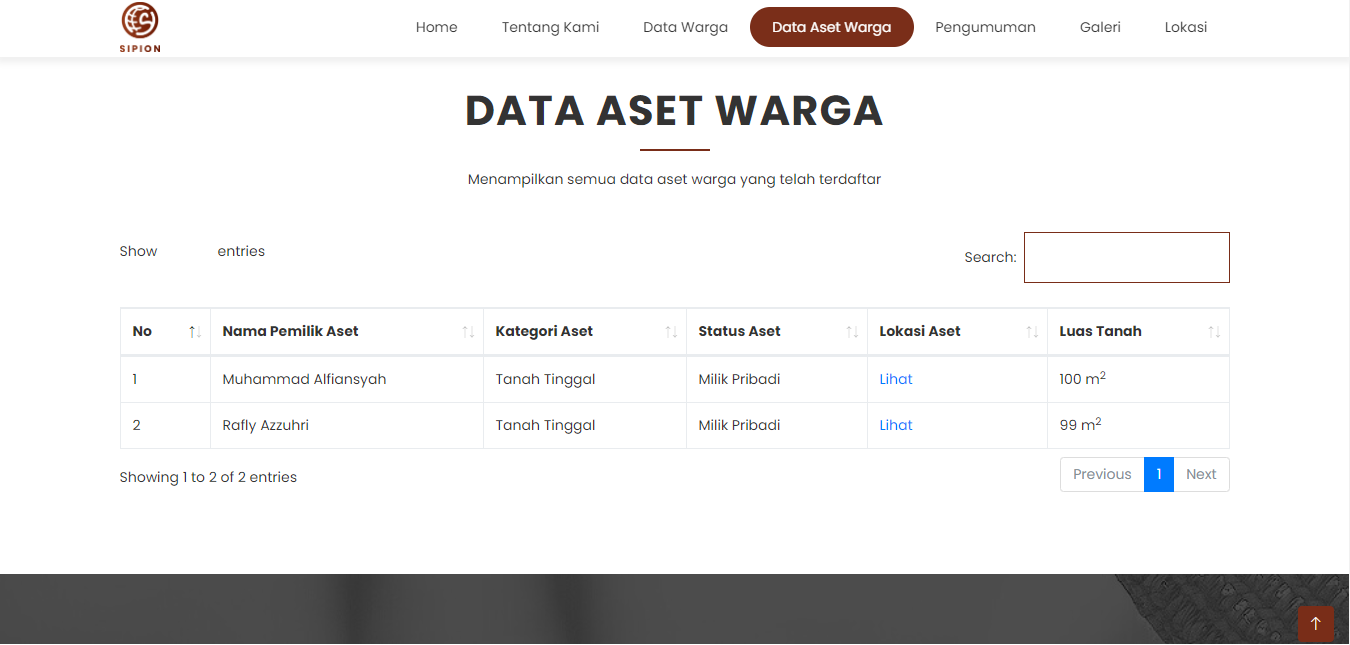 SIPION
Home Tentang Kami Data Warga Data Aset Warga Pengumuman Galeri Lokasi
DATA ASET WARGA
Menampilkan semua data aset warga yang telah terdaftar
Show entries Search:
No Nama Pemilik Aset Kategori Aset Status Aset Lokasi Aset Luas Tanah
1 Muhammad Alfiansyah Tanah Tinggal Milik Pribadi Lihat 100 m²
2 Rafly Azzuhri Tanah Tinggal Milik Pribadi Lihat 99 m²
Showing 1 to 2 of 2 entries Previous 1 Next